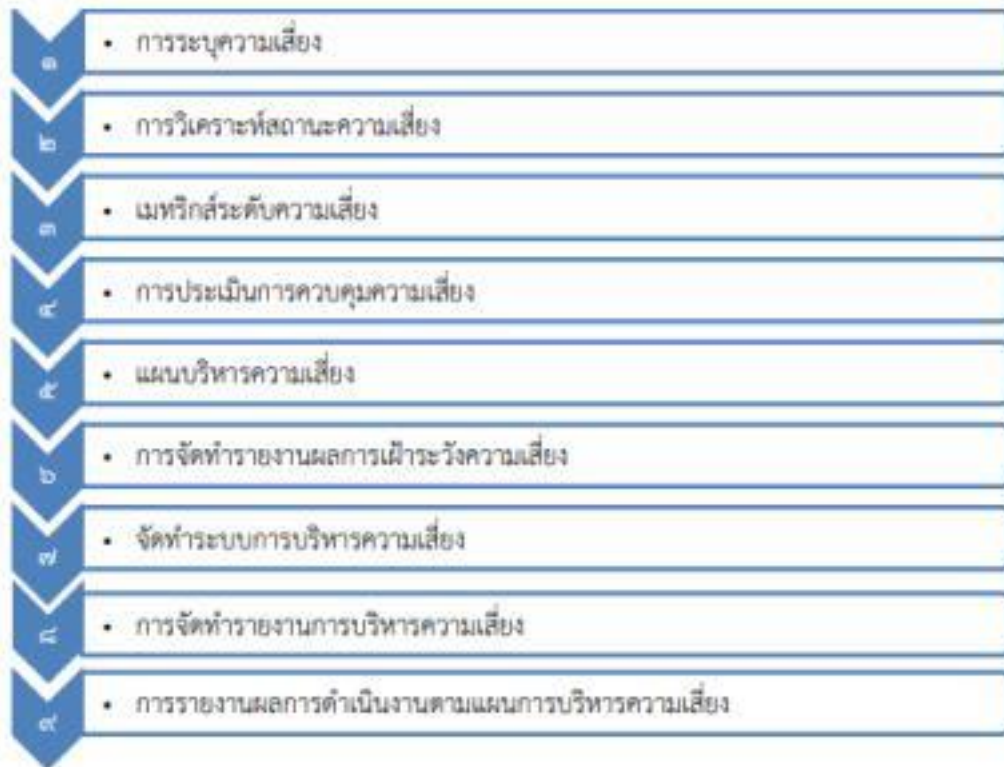 ๑ • การระบุความเสี่ยง
๒ • การวิเคราะห์สถานะความเสี่ยง
๓ • เมทริกส์ระดับความเสี่ยง
๔ • การประเมินการควบคุมความเสี่ยง
๕ • แผนบริหารความเสี่ยง
๖ • การจัดทำรายงานผลการเฝ้าระวังความเสี่ยง
๗ • จัดทำระบบการบริหารความเสี่ยง
๘ • การจัดทำรายงานการบริหารความเสี่ยง
๙ • การรายงานผลการดำเนินงานตามแผนการบริหารความเสี่ยง